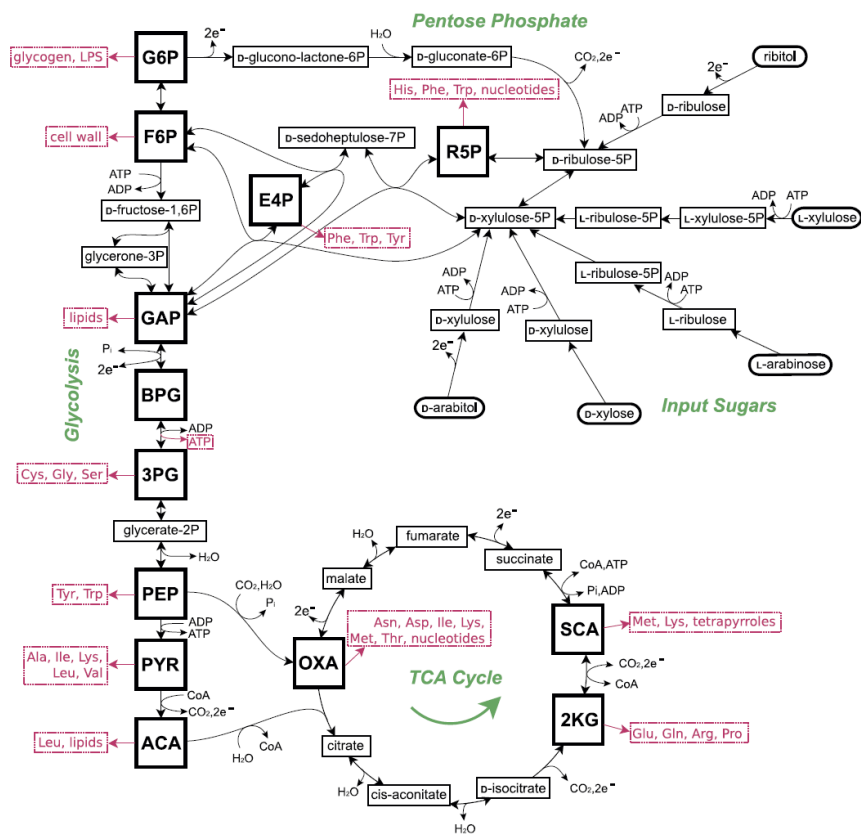 Pentose Phosphate
glycogen, LPS
G6P
2e⁻
D-glucono-lactone-6P
H₂O
D-gluconate-6P
CO₂,2e⁻
ribitol
2e⁻
His, Phe, Trp, nucleotides
D-ribulose
ATP
ADP
cell wall
F6P
D-sedoheptulose-7P
R5P
D-ribulose-5P
ATP
ADP
E4P
D-fructose-1,6P
D-xylulose-5P
L-ribulose-5P
L-xylulose-5P
ADP
ATP
L-xylulose
Phe, Trp, Tyr
glycerone-3P
ADP
ATP
ADP
ATP
L-ribulose-5P
ADP
ATP
lipids
GAP
D-xylulose
D-xylulose
L-ribulose
Pᵢ
2e⁻
2e⁻
L-arabinose
Glycolysis
BPG
D-arabitol
D-xylose
Input Sugars
ADP
ATP
Cys, Gly, Ser
3PG
glycerate-2P
H₂O
H₂O
fumarate
2e⁻
succinate
malate
CoA,ATP
Pi,ADP
Tyr, Trp
PEP
CO₂,H₂O
Pᵢ
2e⁻
ADP
ATP
Asn, Asp, Ile, Lys,
Met, Thr, nucleotides
SCA
Met, Lys, tetrapyrroles
Ala, Ile, Lys,
Leu, Val
PYR
OXA
TCA Cycle
CO₂,2e⁻
CoA
CoA
CO₂,2e⁻
2KG
Glu, Gln, Arg, Pro
Leu, lipids
ACA
H₂O
CoA
citrate
H₂O
cis-aconitate
H₂O
D-isocitrate
CO₂,2e⁻